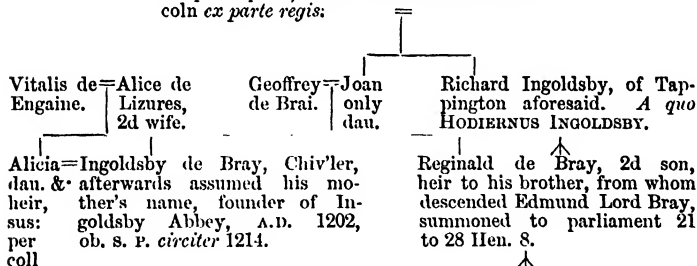 coln ex parte regis:
=
Vitalis de=Alice de
Engaine. Lizures,
2d wife.
Geoffrey=Joan
de Brai. only
dau.
Richard Ingoldsby, of Tap-
pington aforesaid. A quo
HODIERNUS INGOLDSBY.
Alicia=Ingoldsby de Bray, Chiv'ler,
dau. & afterwards assumed his mo-
heir, ther's name, founder of In-
sus: goldsby Abbey, A.D. 1202,
per ob. S. P. circiter 1214.
coll
Reginald de Bray, 2d son,
heir to his brother, from whom
descended Edmund Lord Bray,
summoned to parliament 21
to 28 Hen. 8.